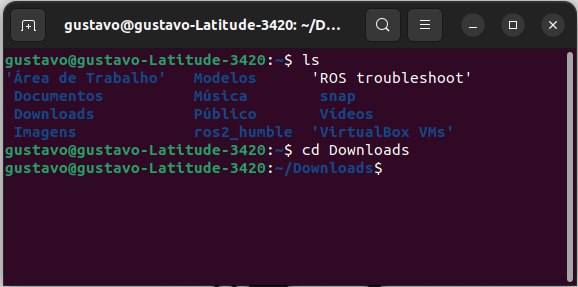 gustavo@gustavo-Latitude-3420: ~/D...
gustavo@gustavo-Latitude-3420:~$ ls
'Área de Trabalho'   Modelos      'ROS troubleshoot'
 Documentos          Música        snap
 Downloads           Público       Vídeos
 Imagens             ros2_humble  'VirtualBox VMs'
gustavo@gustavo-Latitude-3420:~$ cd Downloads
gustavo@gustavo-Latitude-3420:~/Downloads$